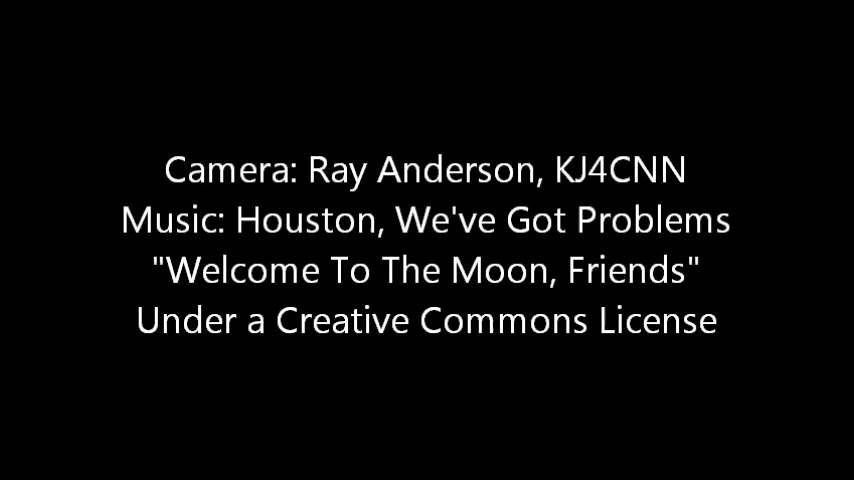 Camera: Ray Anderson, KJ4CNN
Music: Houston, We've Got Problems
"Welcome To The Moon, Friends"
Under a Creative Commons License